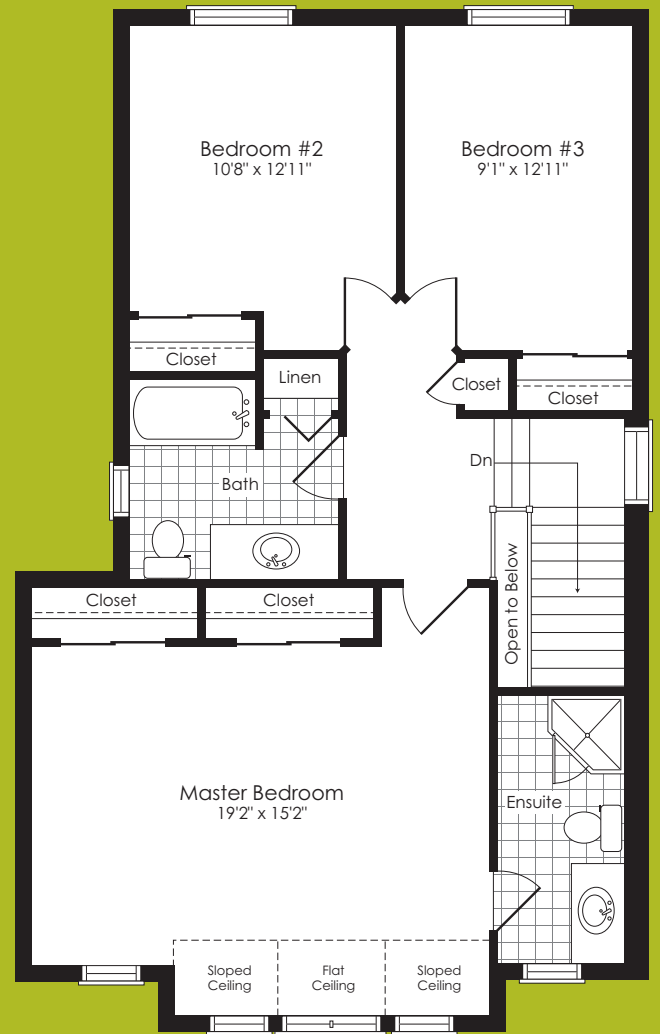 Bedroom #2
10'8" x 12'11"
Bedroom #3
9'1" x 12'11"
Closet
Linen
Closet
Closet
Bath
Dn
Open to Below
Closet
Closet
Master Bedroom
19'2" x 15'2"
Ensuite
Sloped
Ceiling
Flat
Ceiling
Sloped
Ceiling